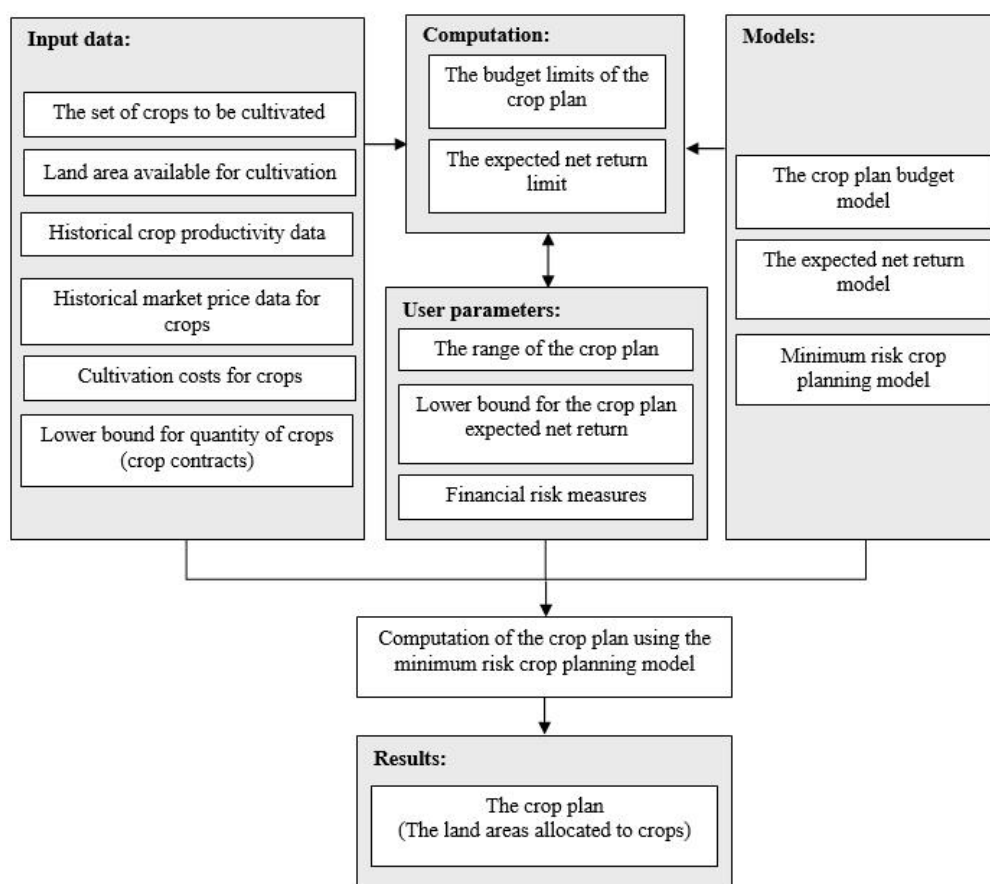 Input data:
The set of crops to be cultivated
Land area available for cultivation
Historical crop productivity data
Historical market price data for
crops
Cultivation costs for crops
Lower bound for quantity of crops
(crop contracts)
Computation:
The budget limits of the
crop plan
The expected net return
limit
User parameters:
The range of the crop plan
Lower bound for the crop plan
expected net return
Financial risk measures
Models:
The crop plan budget
model
The expected net return
model
Minimum risk crop
planning model
Computation of the crop plan using the
minimum risk crop planning model
Results:
The crop plan
(The land areas allocated to crops)